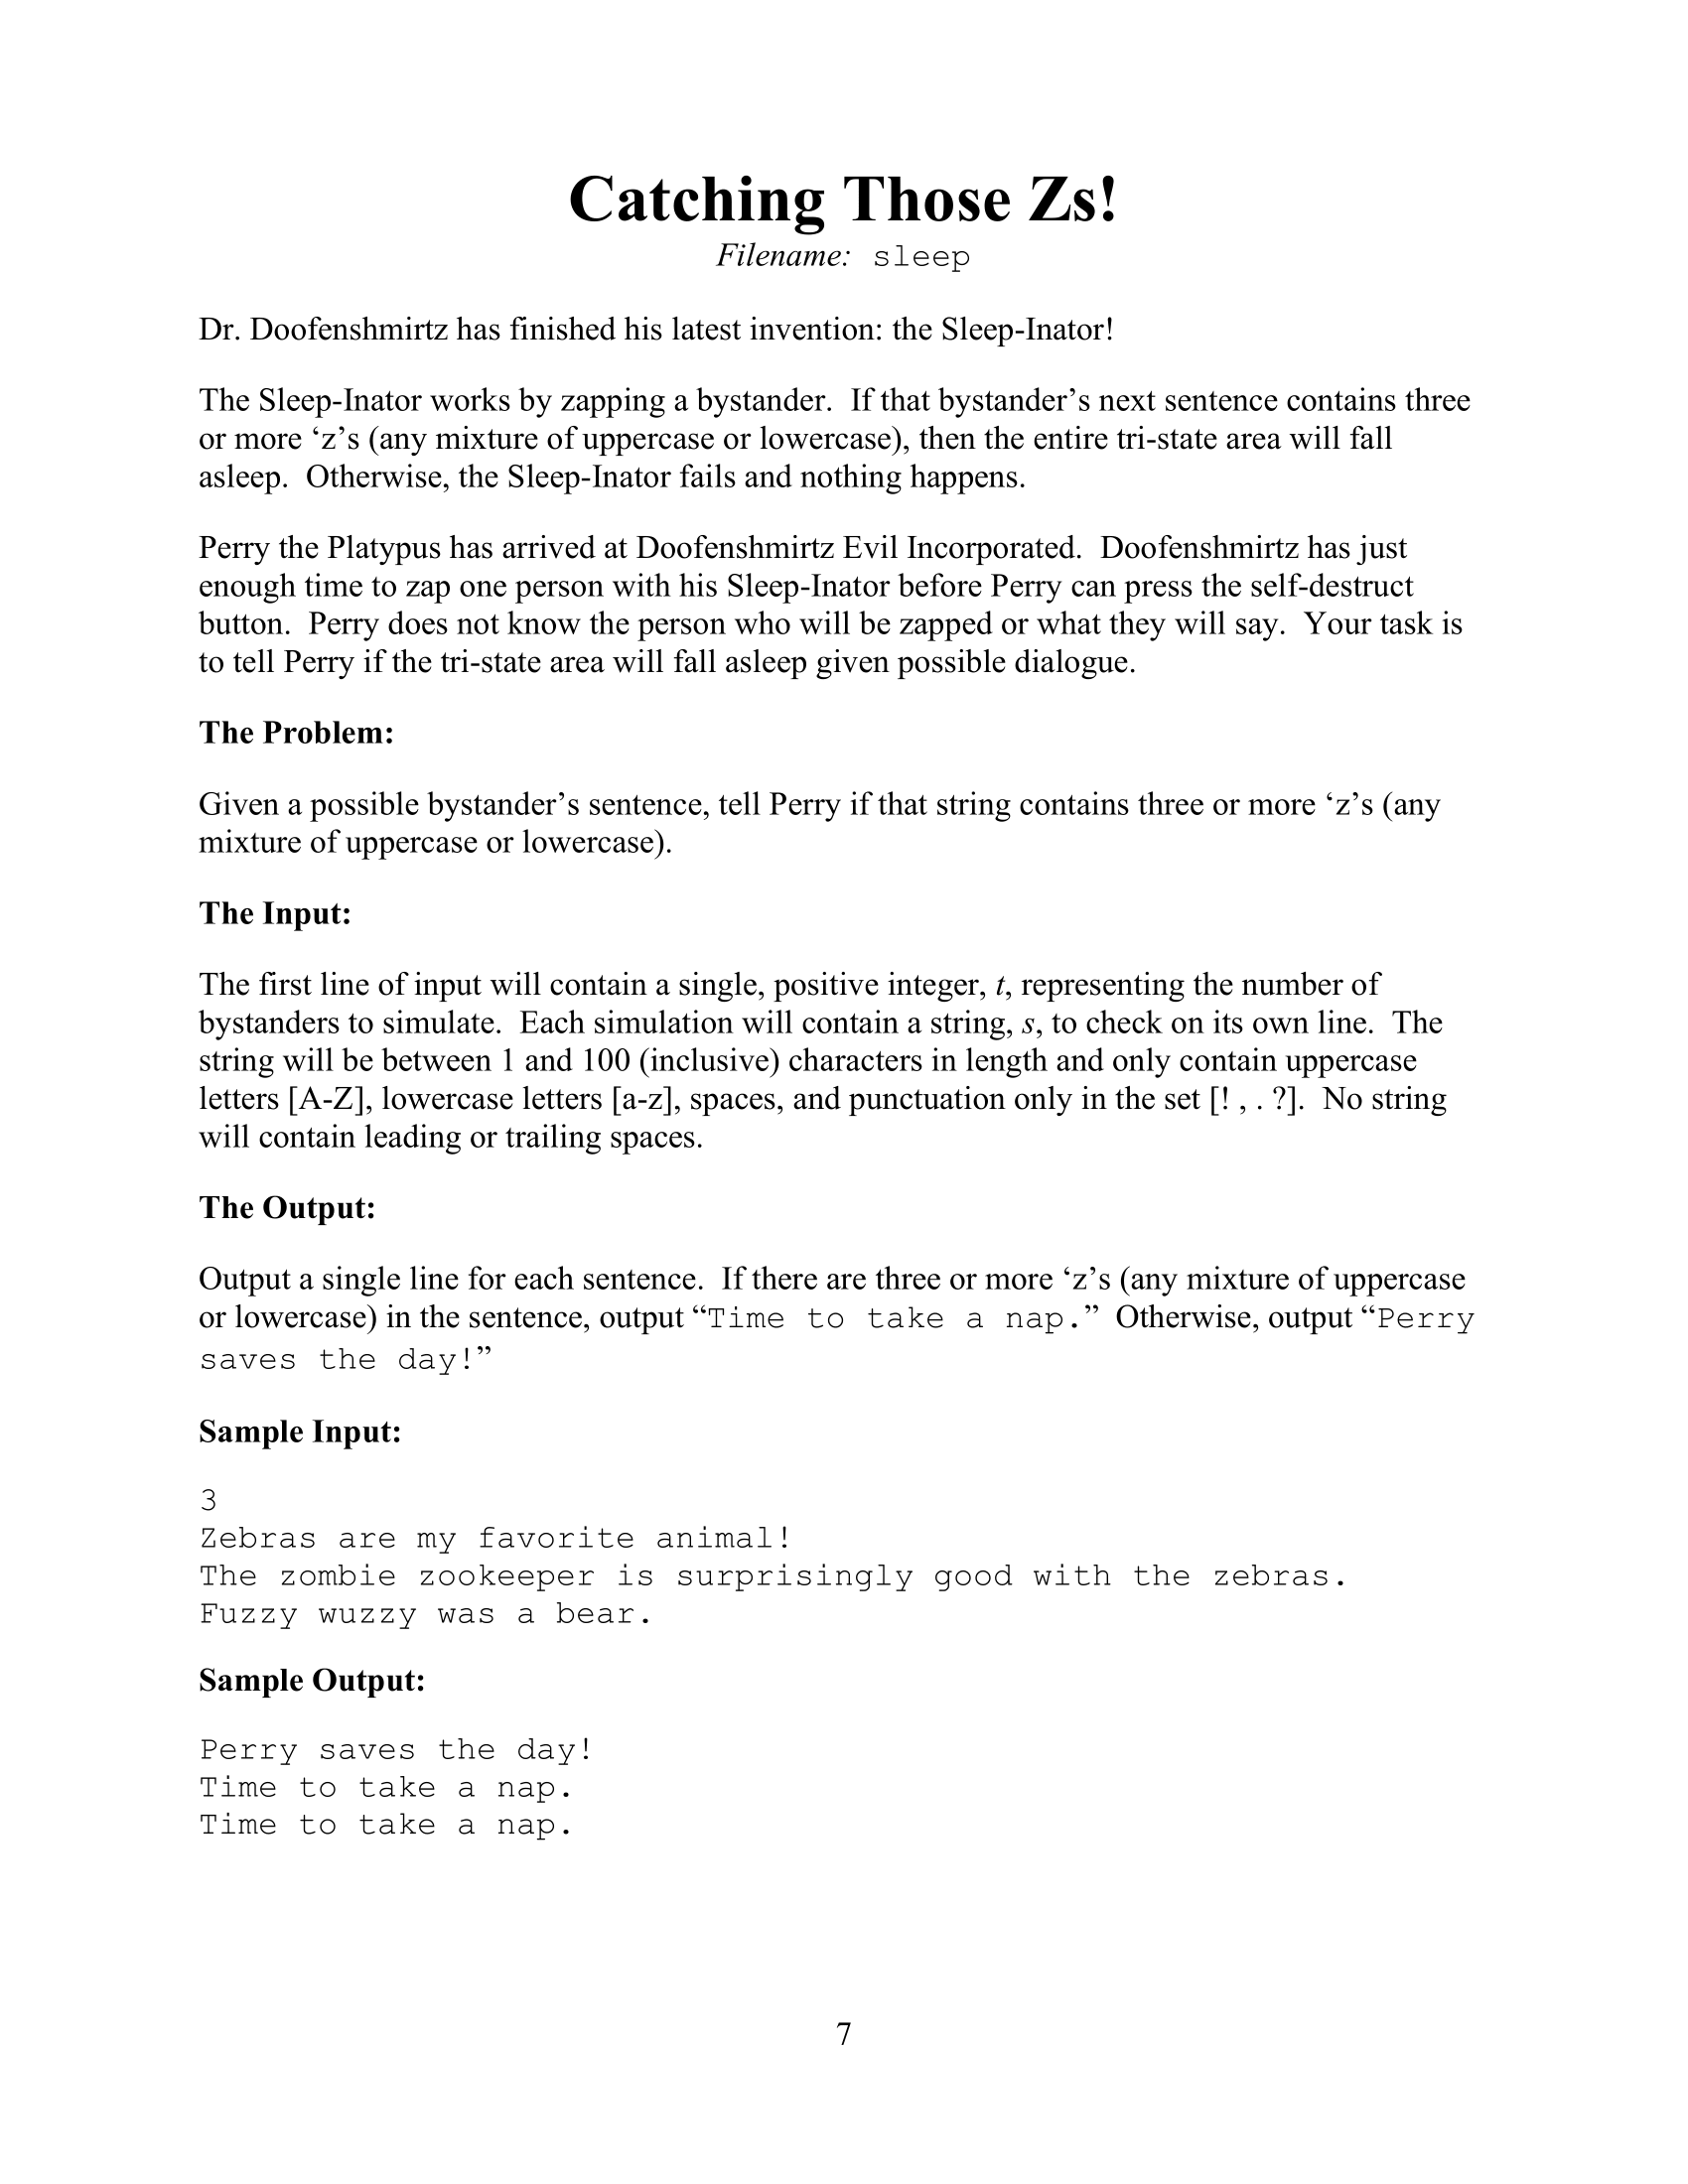 Catching Those Zs!
Filename: sleep
Dr. Doofenshmirtz has finished his latest invention: the Sleep-Inator!
The Sleep-Inator works by zapping a bystander.  If that bystander’s next sentence contains three
or more ‘z’s (any mixture of uppercase or lowercase), then the entire tri-state area will fall
asleep.  Otherwise, the Sleep-Inator fails and nothing happens.
Perry the Platypus has arrived at Doofenshmirtz Evil Incorporated.  Doofenshmirtz has just
enough time to zap one person with his Sleep-Inator before Perry can press the self-destruct
button.  Perry does not know the person who will be zapped or what they will say.  Your task is
to tell Perry if the tri-state area will fall asleep given possible dialogue.
The Problem:
Given a possible bystander’s sentence, tell Perry if that string contains three or more ‘z’s (any
mixture of uppercase or lowercase).
The Input:
The first line of input will contain a single, positive integer, t, representing the number of
bystanders to simulate.  Each simulation will contain a string, s, to check on its own line.  The
string will be between 1 and 100 (inclusive) characters in length and only contain uppercase
letters [A-Z], lowercase letters [a-z], spaces, and punctuation only in the set [! , . ?].  No string
will contain leading or trailing spaces.
The Output:
Output a single line for each sentence.  If there are three or more ‘z’s (any mixture of uppercase
or lowercase) in the sentence, output “Time to take a nap.”  Otherwise, output “Perry
saves the day!”
Sample Input:
3
Zebras are my favorite animal!
The zombie zookeeper is surprisingly good with the zebras.
Fuzzy wuzzy was a bear.
Sample Output:
Perry saves the day!
Time to take a nap.
Time to take a nap.
7